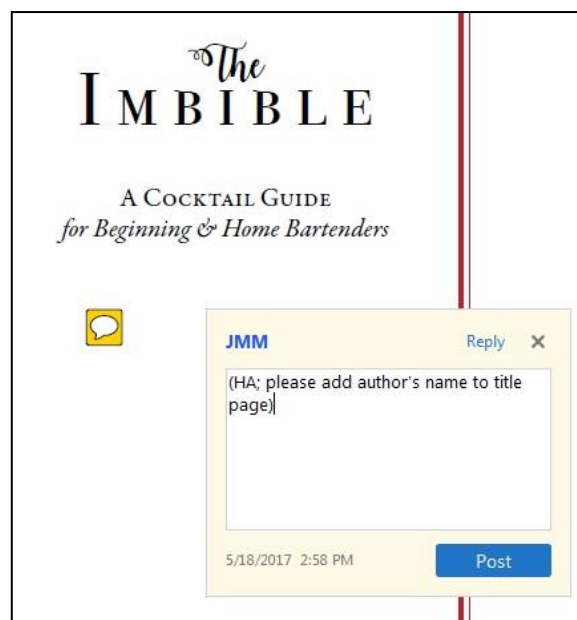 The
IMBIBLE
A COCKTAIL GUIDE
for Beginning & Home Bartenders
JMM
Reply
(HA; please add author's name to title
page)
5/18/2017 2:58 PM
Post